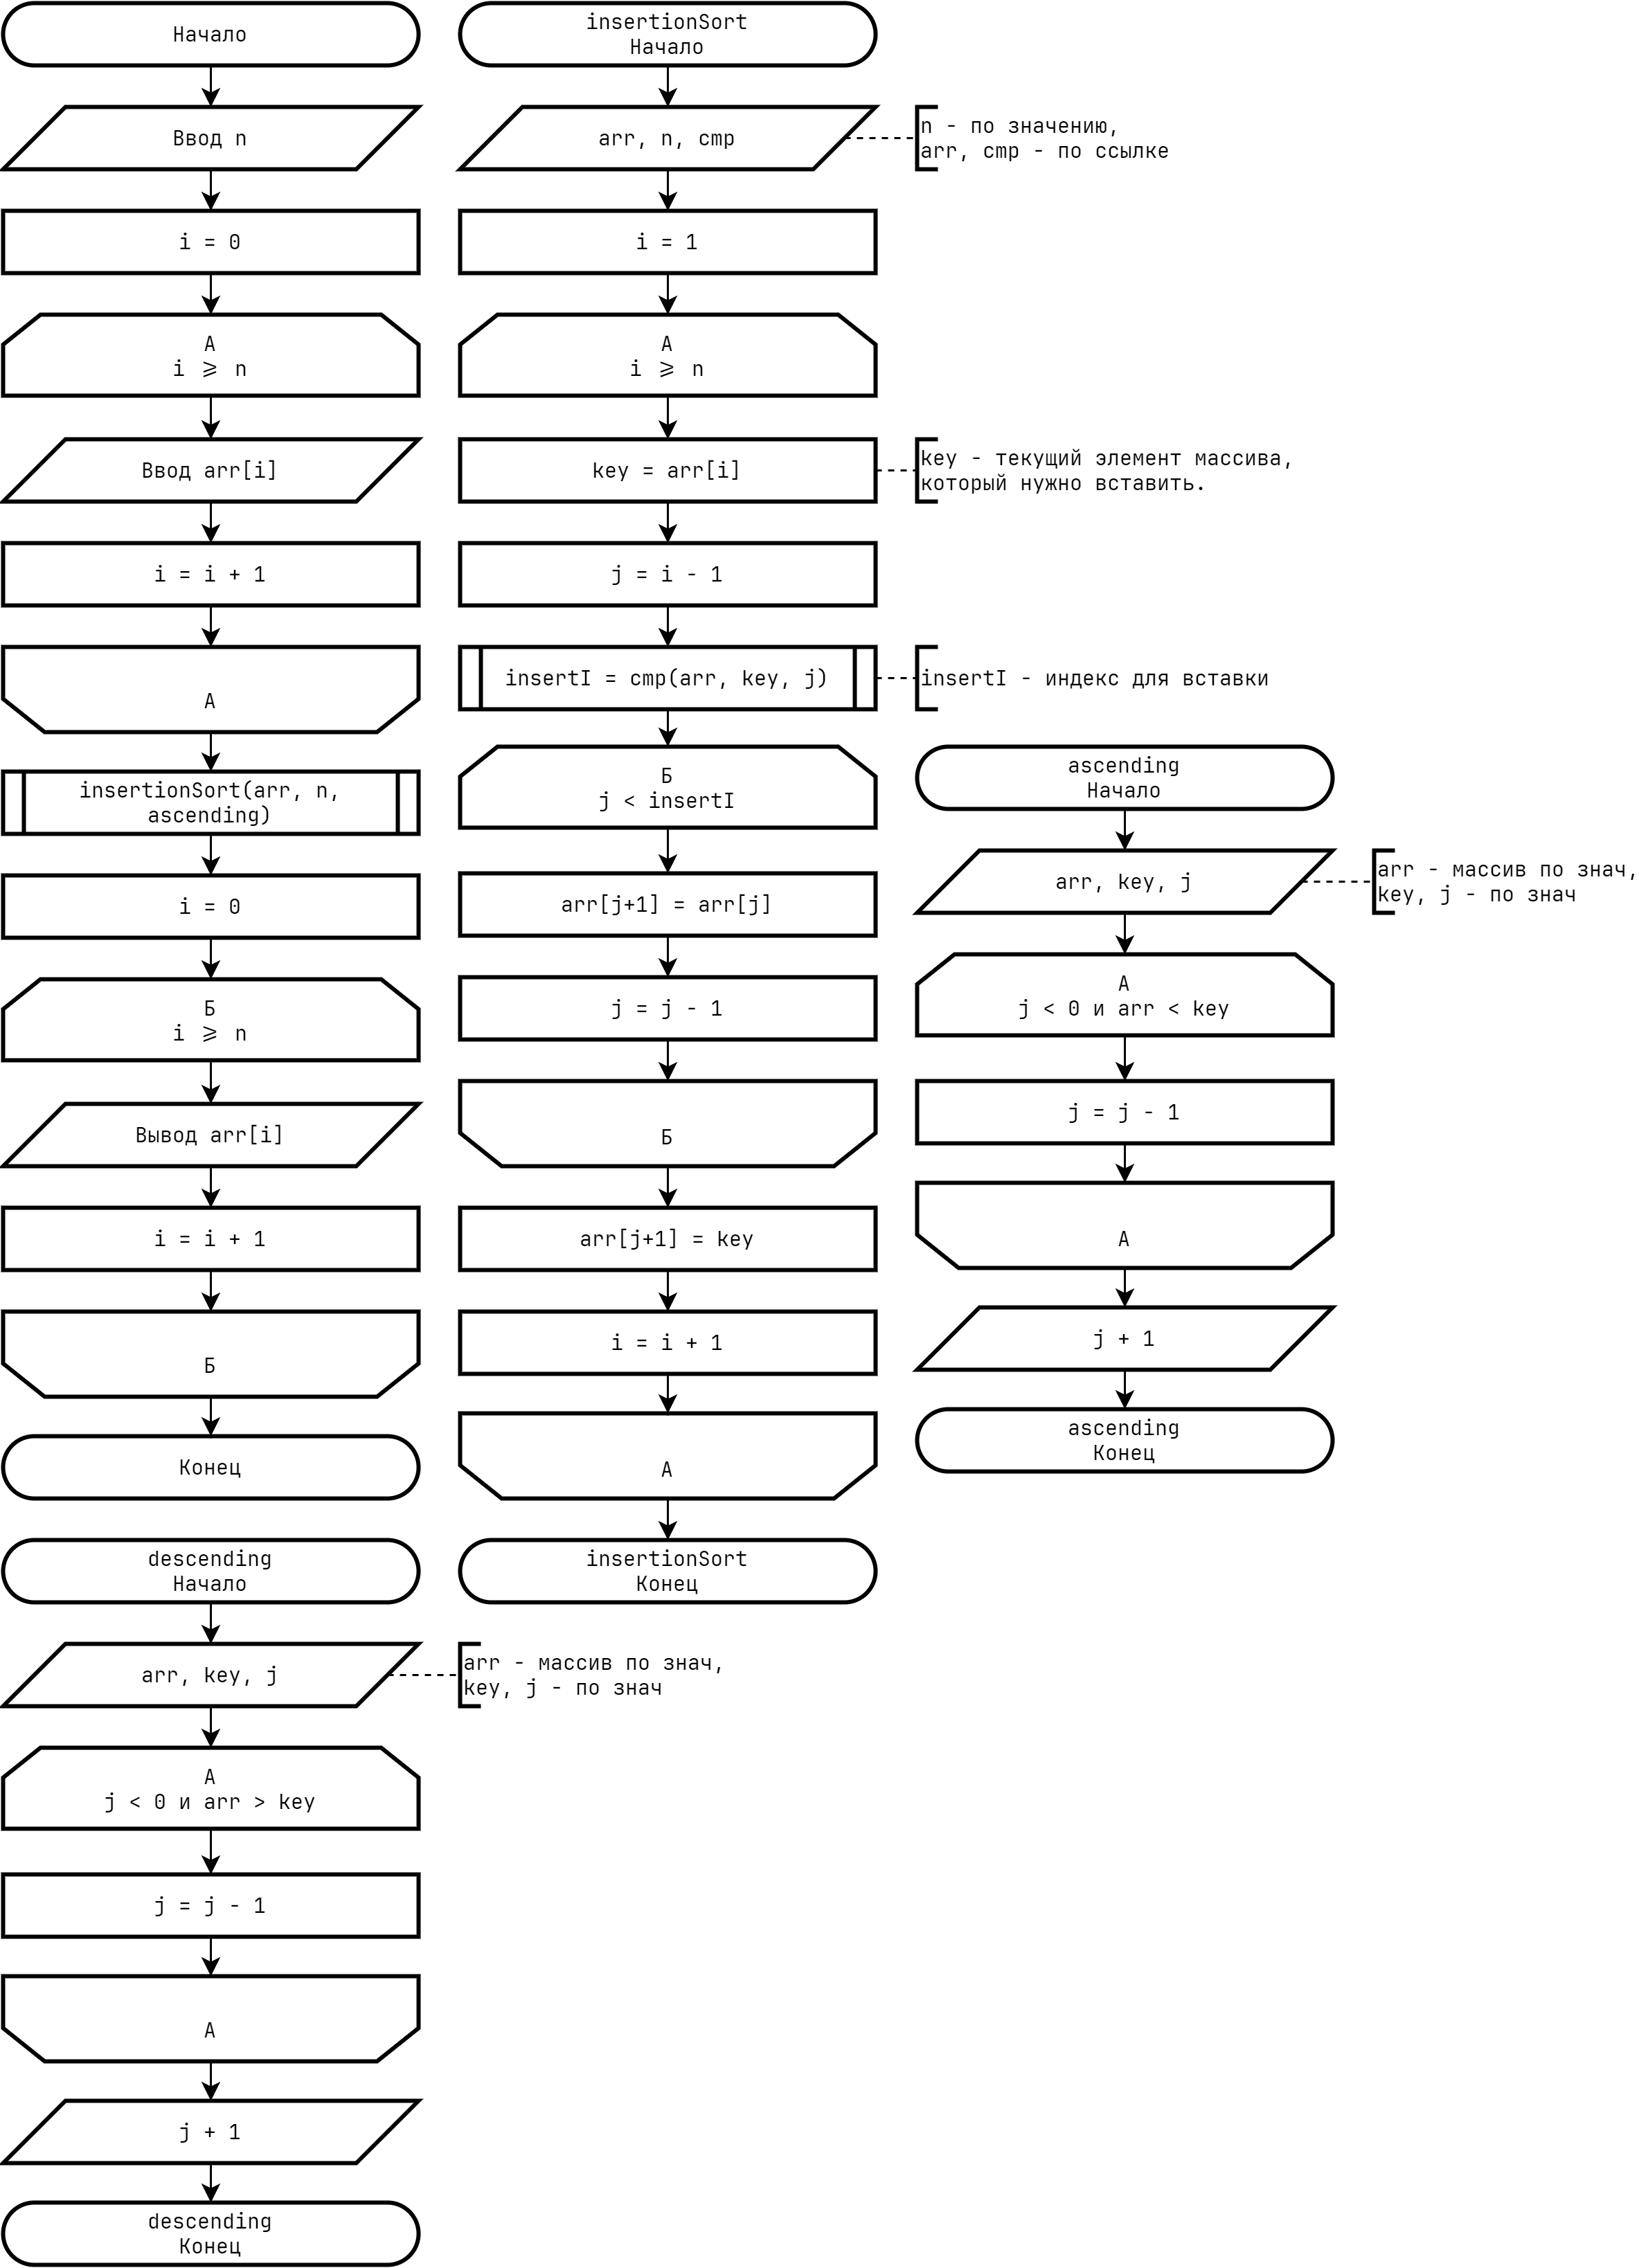 Начало
Ввод n
i = 0
А
i ⩾ n
Ввод arr[i]
i = i + 1
А
insertionSort(arr, n,
ascending)
i = 0
Б
i ⩾ n
Вывод arr[i]
i = i + 1
Б
Конец
insertionSort
Начало
arr, n, cmp
n - по значению,
arr, cmp - по ссылке
i = 1
А
i ⩾ n
key = arr[i]
key - текущий элемент массива,
который нужно вставить.
j = i - 1
insertI = cmp(arr, key, j)
insertI - индекс для вставки
Б
j < insertI
arr[j+1] = arr[j]
j = j - 1
Б
arr[j+1] = key
i = i + 1
А
insertionSort
Конец
ascending
Начало
arr, key, j
arr - массив по знач,
key, j - по знач
А
j < 0 и arr < key
j = j - 1
А
j + 1
ascending
Конец
descending
Начало
arr, key, j
arr - массив по знач,
key, j - по знач
А
j < 0 и arr > key
j = j - 1
А
j + 1
descending
Конец